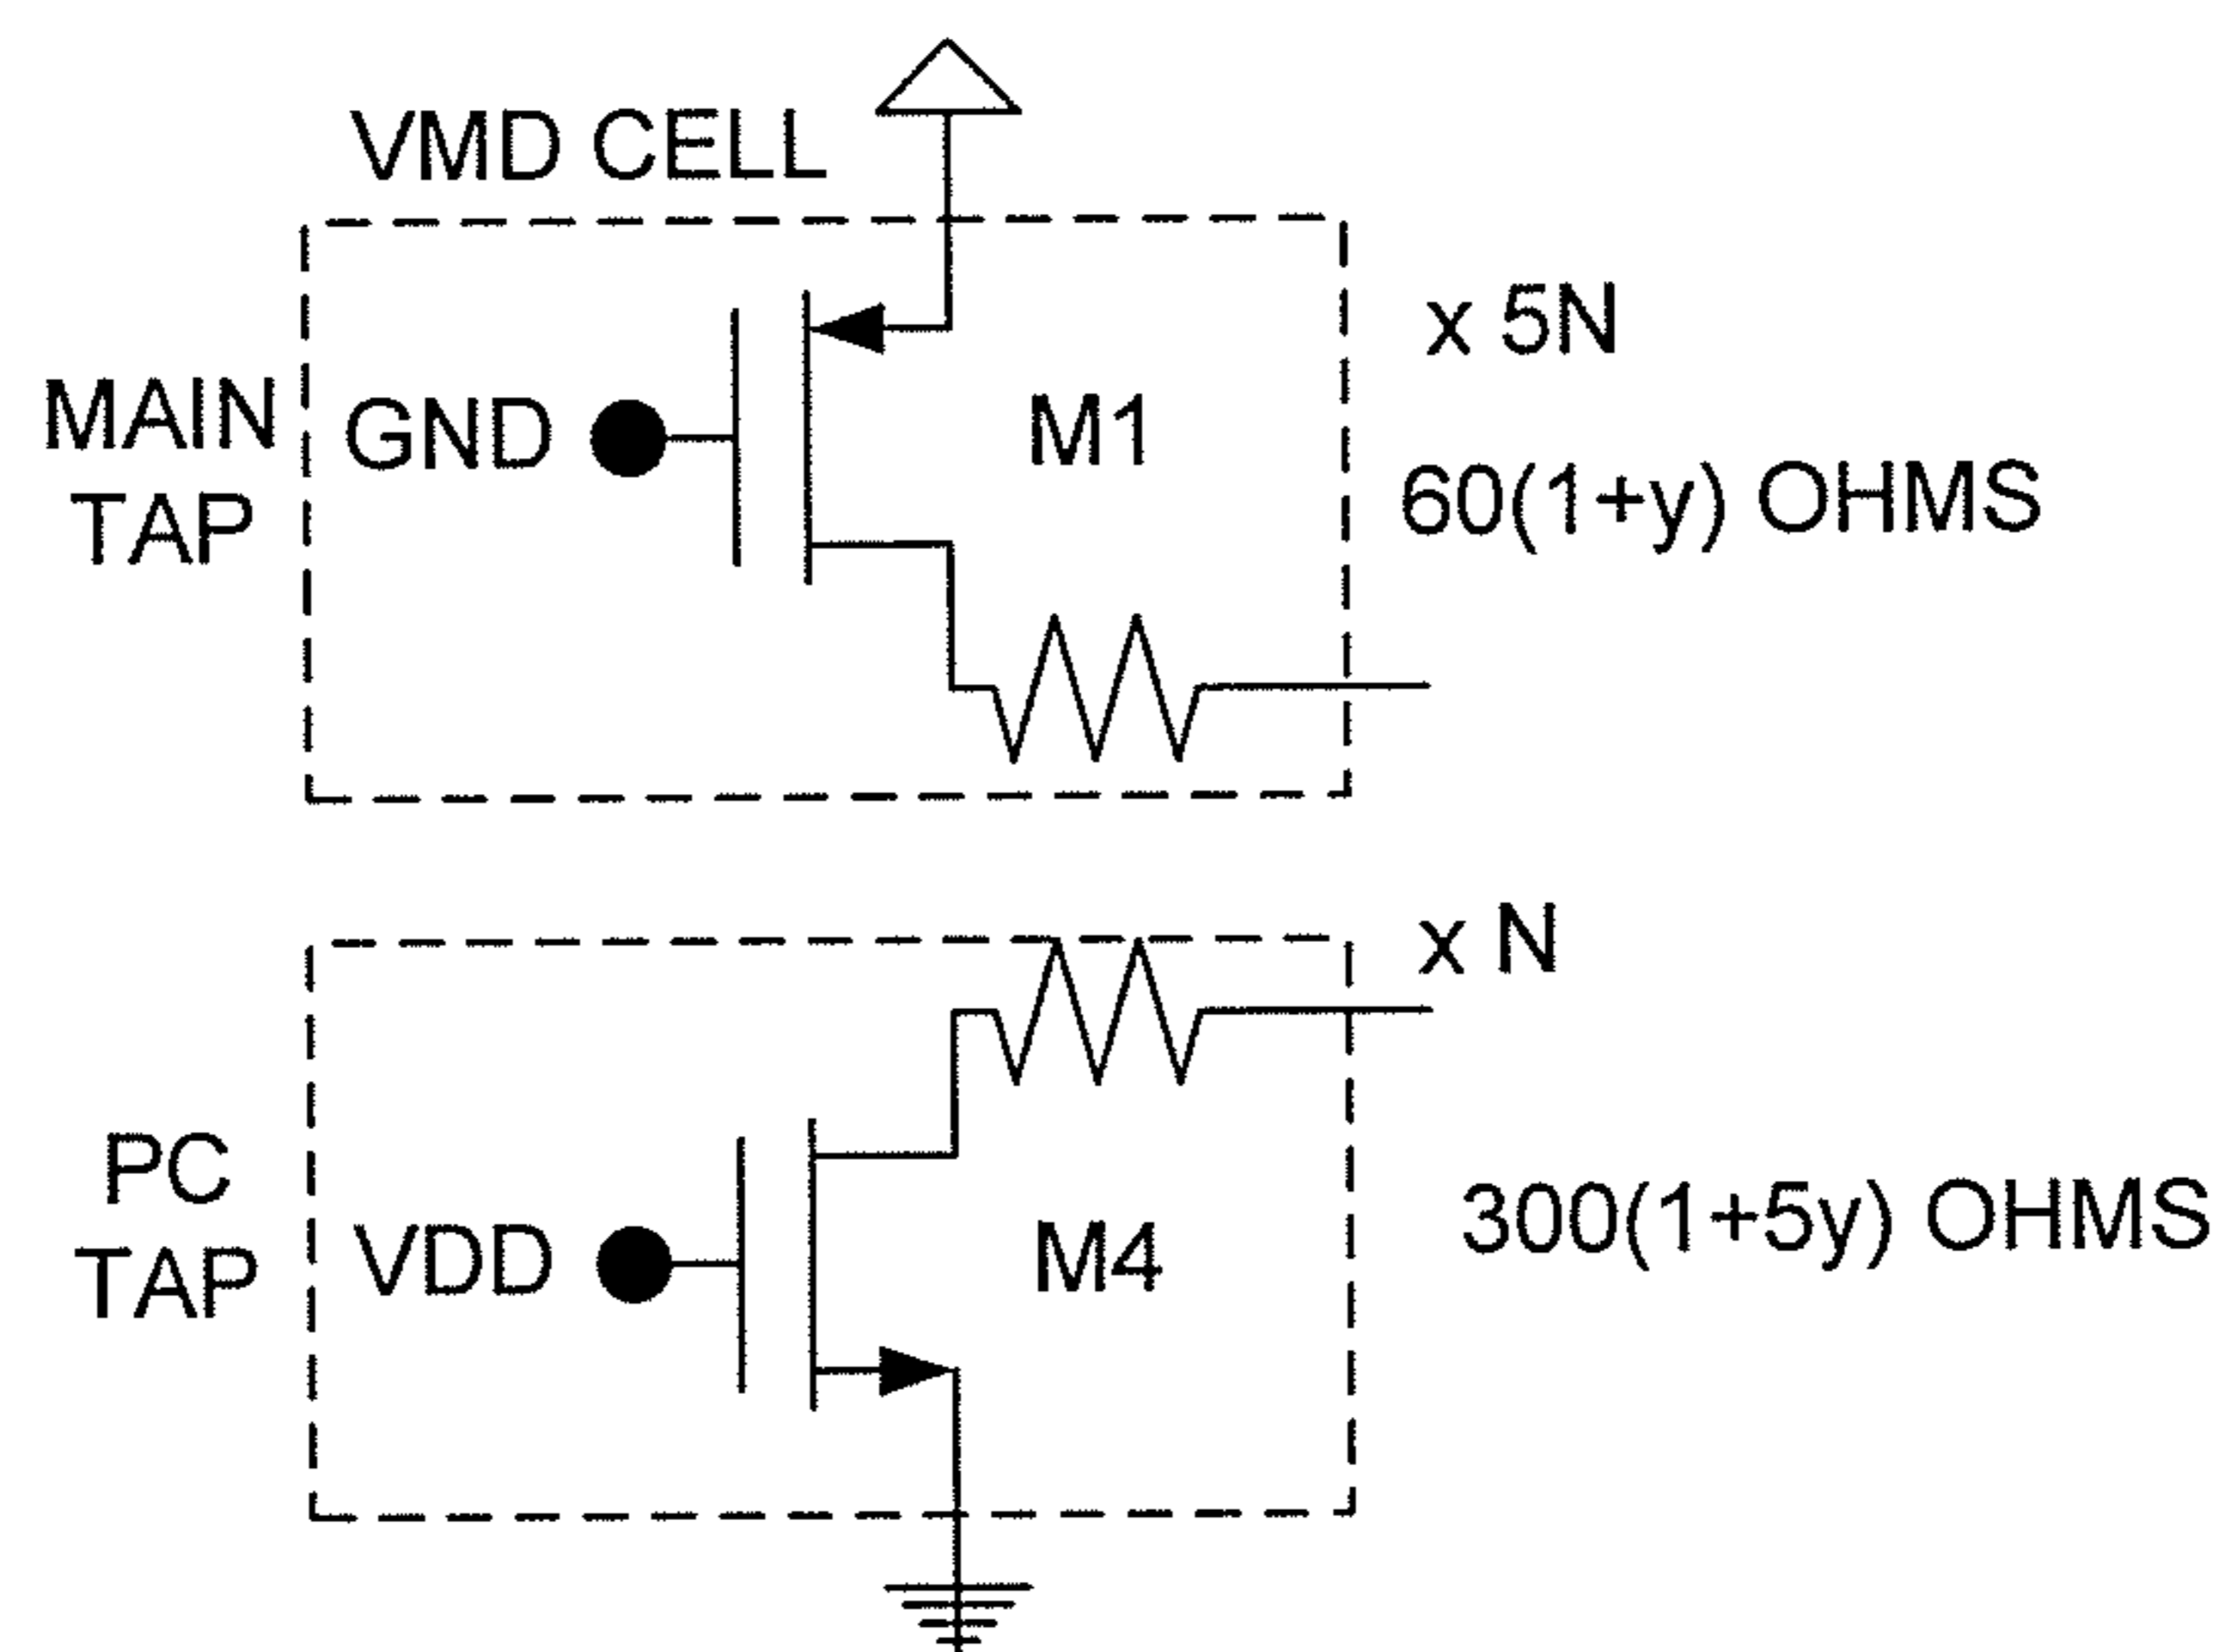 VMD CELL
x 5N
MAIN
TAP
GND
M1
60(1+y) OHMS
x N
PC
TAP
VDD
M4
300(1+5y) OHMS